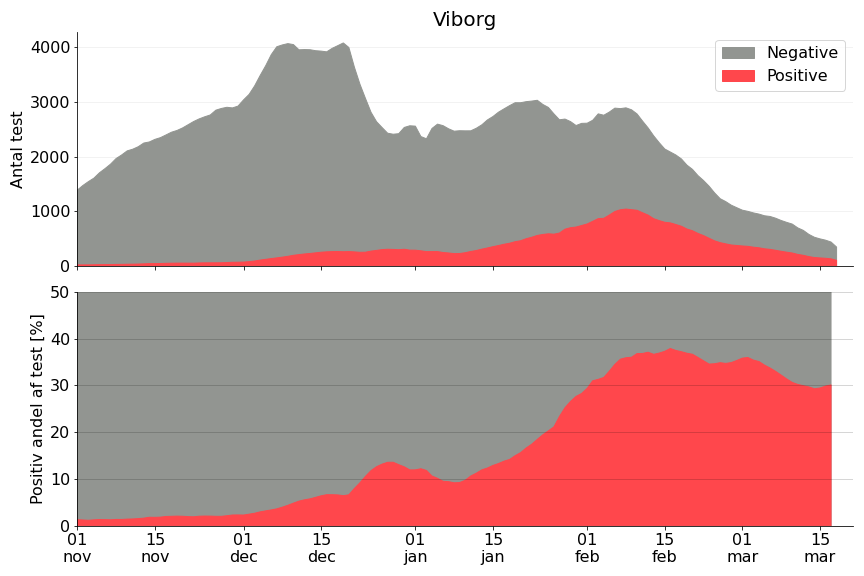 Viborg
Antal test
4000
3000
2000
1000
0
Negative
Positive
Positiv andel af test [%]
50
40
30
20
10
0
01 15 01 15 01 15 01 15 01 15
nov nov dec dec jan jan feb feb mar mar